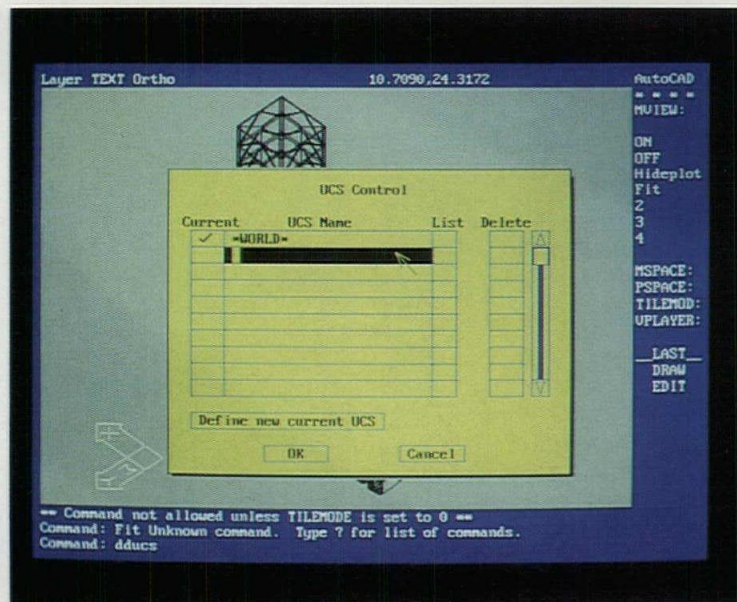 Layer TEXT Ortho 10.7090,24.3172 AutoCAD
* * * *
MVIEW:
ON
OFF
Hideplot
Fit
2
3
4
MSPACE:
PSPACE:
TILEMOD:
VPLAYER:
__LAST__
DRAW
EDIT
UCS Control
Current UCS Name List Delete
*WORLD*
Define new current UCS
OK Cancel
** Command not allowed unless TILEMODE is set to 0 **
Command: Fit Unknown command. Type ? for list of commands.
Command: dducs